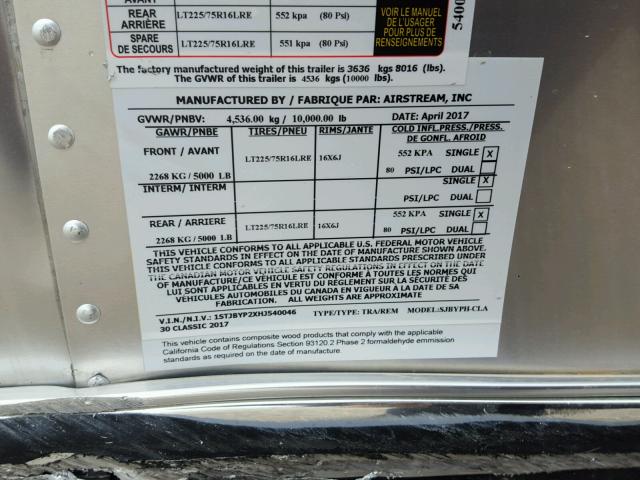 AVANT
REAR LT225/75R16LRE 552 kpa (80 Psi)
ARRIÈRE
SPARE LT225/75R16LRE 551 kpa (80 Psi)
DE SECOURS
VOIR LE MANUEL
DE L'USAGER
POUR PLUS DE
RENSEIGNEMENTS
5400
The factory manufactured weight of this trailer is 3636 kgs 8016 (lbs).
The GVWR of this trailer is 4536 kgs (10000 lbs).
MANUFACTURED BY / FABRIQUE PAR: AIRSTREAM, INC
GVWR/PNBV: 4,536.00 kg / 10,000.00 lb DATE: April 2017
GAWR/PNBE TIRES/PNEU RIMS/JANTE COLD INFL.PRESS./PRESS.
DE GONFL. AFROID
FRONT / AVANT LT225/75R16LRE 16X6J 552 KPA SINGLE X
2268 KG / 5000 LB 80 PSI/LPC DUAL
INTERM/ INTERM SINGLE X
PSI/LPC DUAL
REAR / ARRIERE LT225/75R16LRE 16X6J 552 KPA SINGLE X
2268 KG / 5000 LB 80 PSI/LPC DUAL
THIS VEHICLE CONFORMS TO ALL APPLICABLE U.S. FEDERAL MOTOR VEHICLE
SAFETY STANDARDS IN EFFECT ON THE DATE OF MANUFACTURE SHOWN ABOVE.
THIS VEHICLE CONFORMS TO ALL APPLICABLE STANDARDS PRESCRIBED UNDER
THE CANADIAN MOTOR VEHICLE SAFETY REGULATIONS IN EFFECT ON THE DATE
OF MANUFACTURE/CE VÉHICULE EST CONFORME À TOUTES LES NORMES QUI
LUI SONT APPLICABLES EN VERTU DU RÈGLEMENT SUR LA SÉCURITÉ DES
VÉHICULES AUTOMOBILES DU CANADA EN VIGUEUR À LA DATE DE SA
FABRICATION. ALL WEIGHTS ARE APPROXIMATE
V.I.N./N.I.V.: 1STJBYP2XHJ540046 TYPE/TYPE: TRA/REM MODEL/MODÈLE:SJBYPH-CLA
30 CLASSIC 2017
This vehicle contains composite wood products that comply with the applicable
California Code of Regulations Section 93120.2 Phase 2 formaldehyde emmission
standards as required on the date of manufacture.